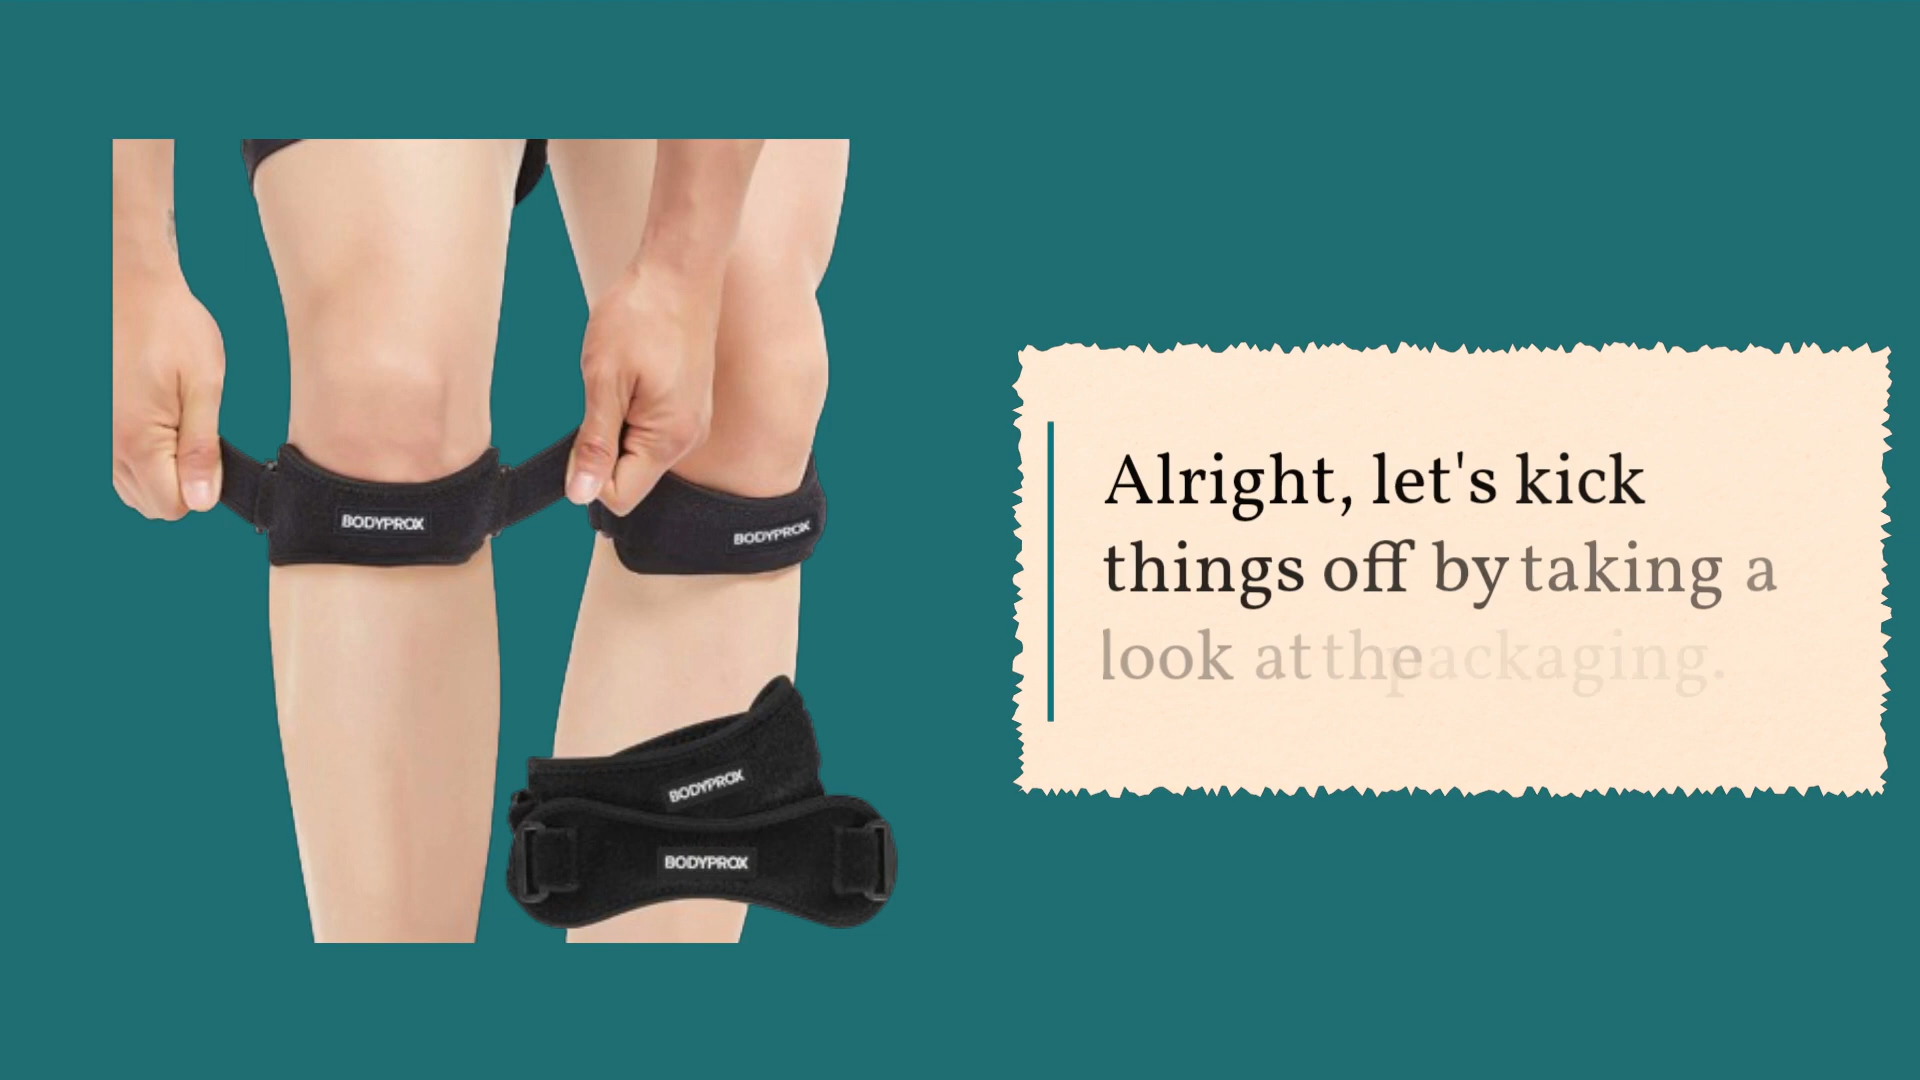 BODYPROX
BODYPROX
BODYPROX
BODYPROX
Alright, let's kick
things off by taking a
look at the packaging.